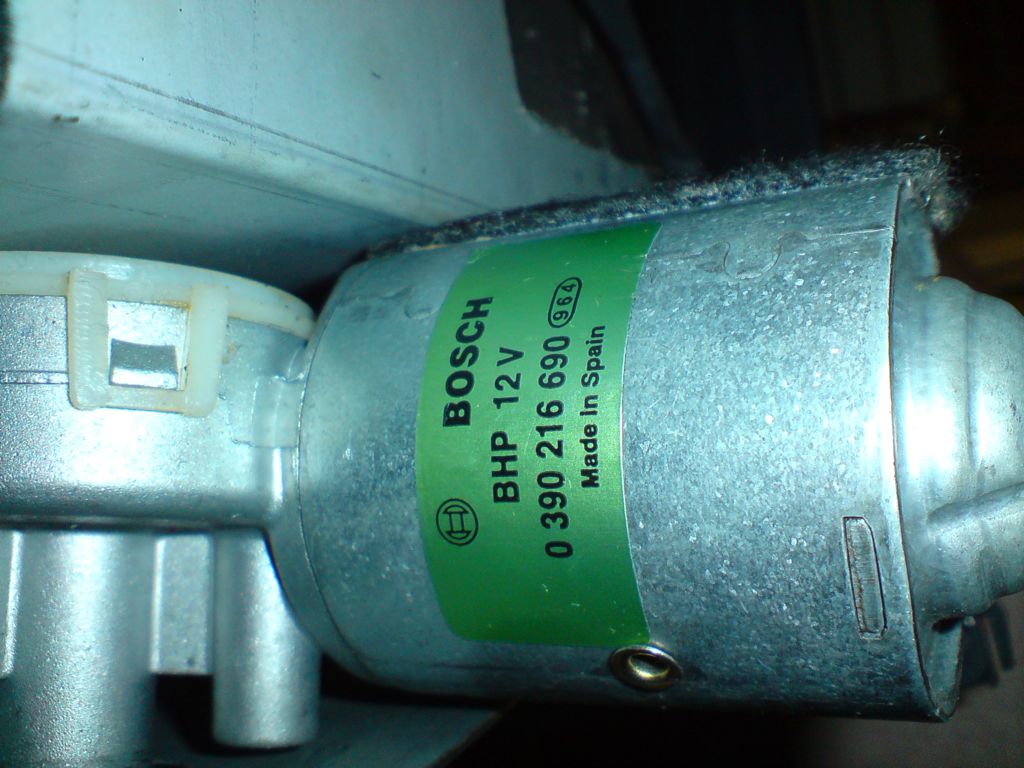 BOSCH
BHP 12 V
0 390 216 690 964
Made in Spain